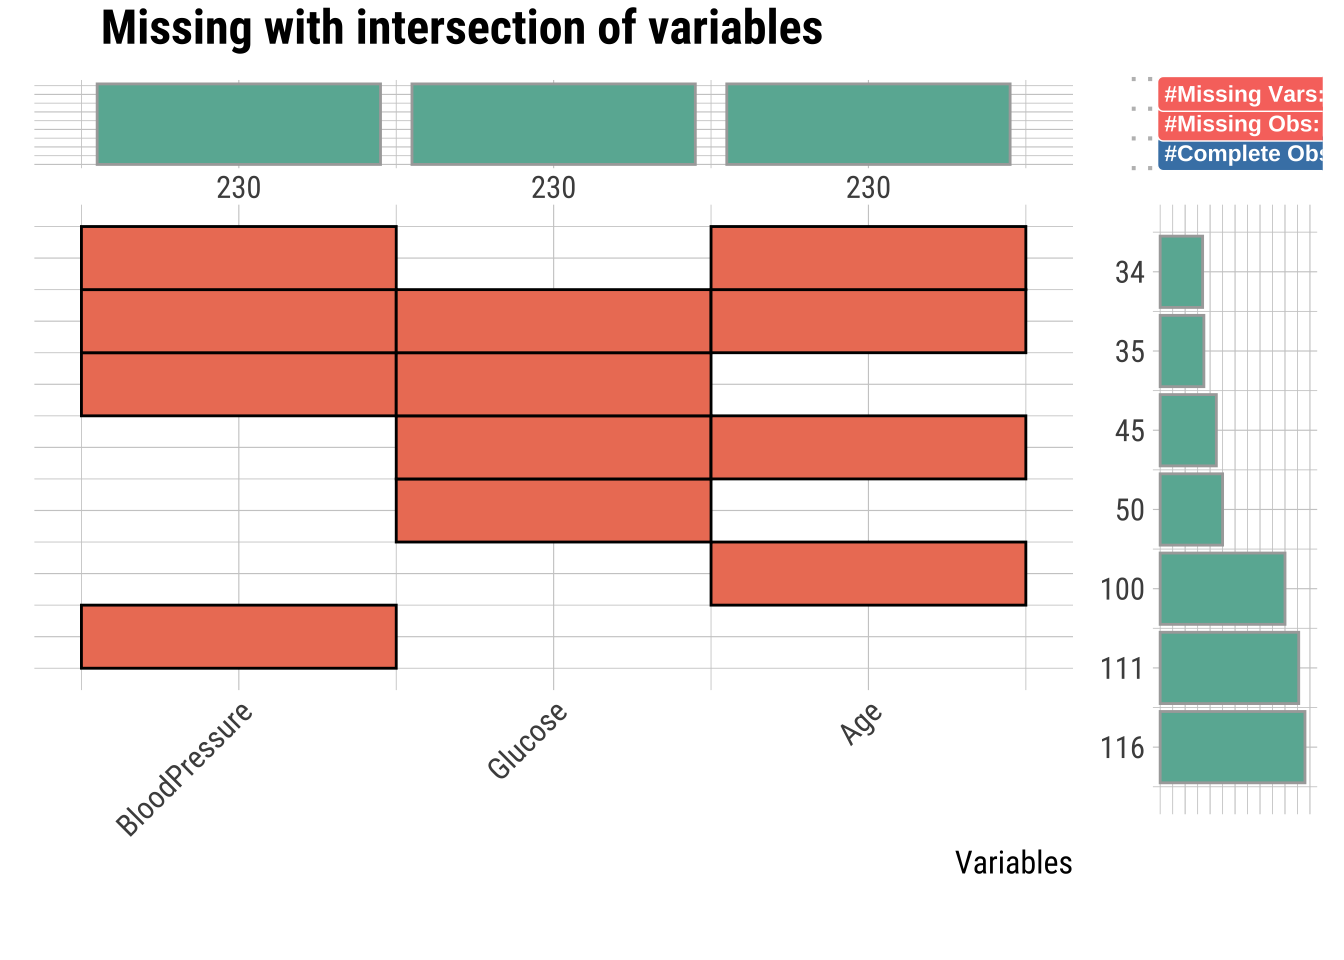 Missing with intersection of variables
#Missing Vars:
#Missing Obs:
#Complete Obs
230 230 230
34
35
45
50
100
111
116
BloodPressure Glucose Age
Variables